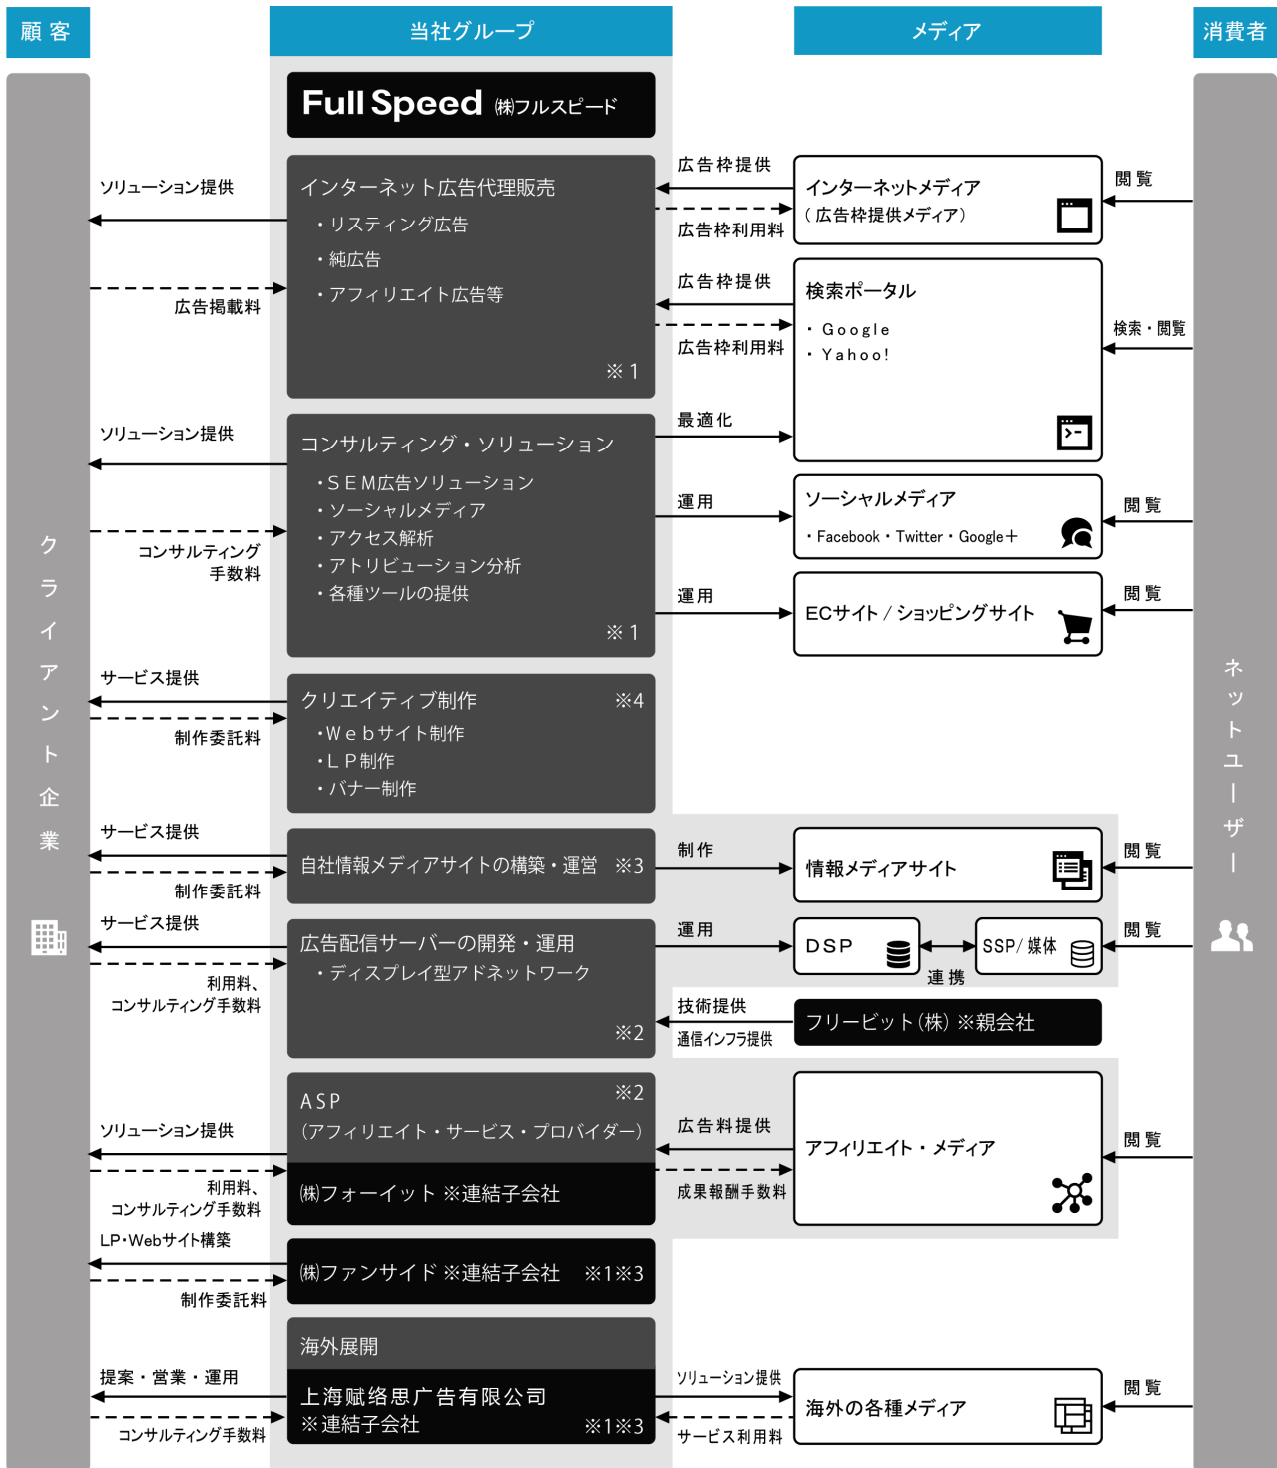 顧客
当社グループ
メディア
消費者
Full Speed ㈱フルスピード
クライアント企業
ネットユーザー
ソリューション提供
広告掲載料
インターネット広告代理販売
・リスティング広告
・純広告
・アフィリエイト広告等
※1
広告枠提供
広告枠利用料
インターネットメディア
(広告枠提供メディア)
閲覧
広告枠提供
広告枠利用料
検索ポータル
・Google
・Yahoo!
検索・閲覧
ソリューション提供
コンサルティング
手数料
コンサルティング・ソリューション
・SEM広告ソリューション
・ソーシャルメディア
・アクセス解析
・アトリビューション分析
・各種ツールの提供
※1
最適化
運用
ソーシャルメディア
・Facebook・Twitter・Google+
閲覧
運用
ECサイト/ショッピングサイト
閲覧
サービス提供
制作委託料
クリエイティブ制作 ※4
・Webサイト制作
・LP制作
・バナー制作
サービス提供
制作委託料
自社情報メディアサイトの構築・運営 ※3
制作
情報メディアサイト
閲覧
サービス提供
利用料、
コンサルティング手数料
広告配信サーバーの開発・運用
・ディスプレイ型アドネットワーク
※2
運用
DSP
連携
SSP/媒体
閲覧
技術提供
通信インフラ提供
フリービット(株)※親会社
ソリューション提供
利用料、
コンサルティング手数料
※2
ASP
(アフィリエイト・サービス・プロバイダー)
㈱フォーイット ※連結子会社
広告料提供
成果報酬手数料
アフィリエイト・メディア
閲覧
LP・Webサイト構築
制作委託料
㈱ファンサイド ※連結子会社 ※1※3
海外展開
提案・営業・運用
コンサルティング手数料
上海赋络思广告有限公司
※連結子会社 ※1※3
ソリューション提供
サービス利用料
海外の各種メディア
閲覧